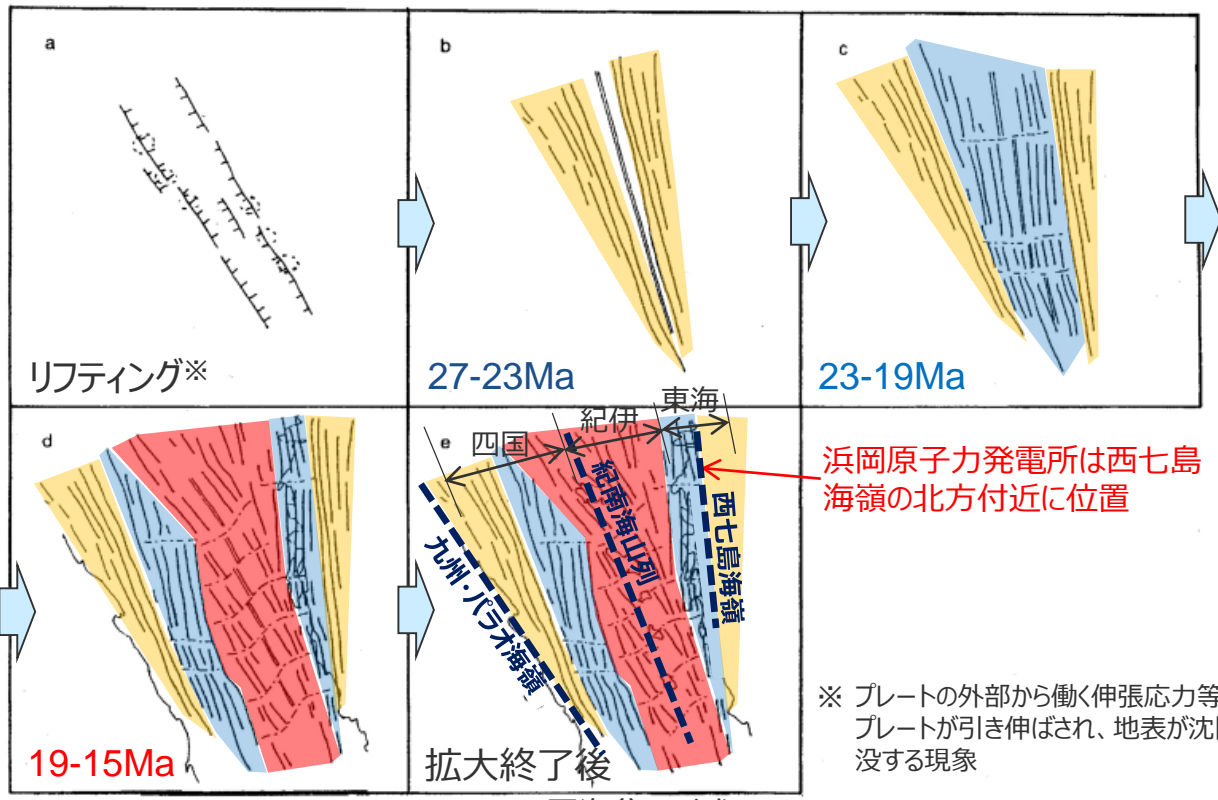 a
リフティング※
b
27-23Ma
c
23-19Ma
d
19-15Ma
e
四国
紀伊
東海
九州・パラオ海嶺
紀南海山列
西七島海嶺
拡大終了後
浜岡原子力発電所は西七島
海嶺の北方付近に位置
※ プレートの外部から働く伸張応力等
プレートが引き伸ばされ、地表が沈
没する現象